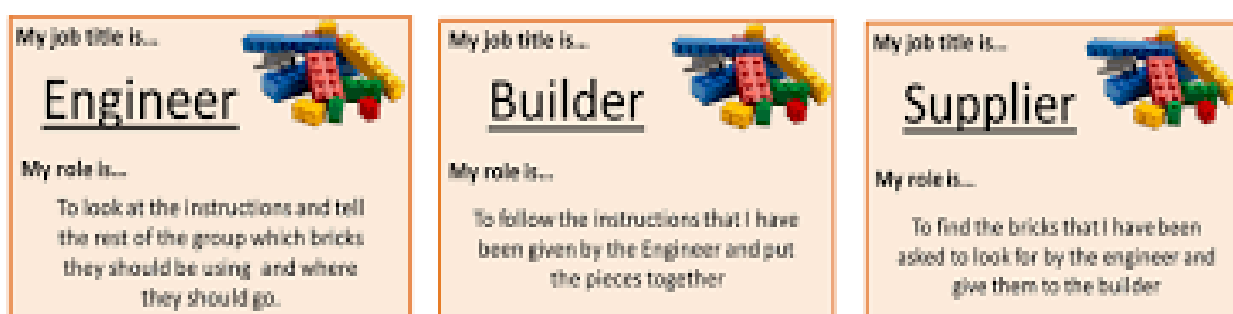 My job title is...
Engineer
My role is...
To look at the instructions and tell
the rest of the group which bricks
they should be using and where
they should go.
My job title is...
Builder
My role is...
To follow the instructions that I have
been given by the Engineer and put
the pieces together
My job title is...
Supplier
My role is...
To find the bricks that I have been
asked to look for by the engineer and
give them to the builder